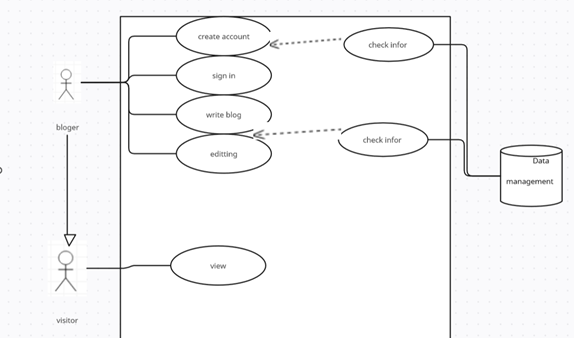 create account
check infor
sign in
write blog
bloger
check infor
editting
Data
management
view
visitor